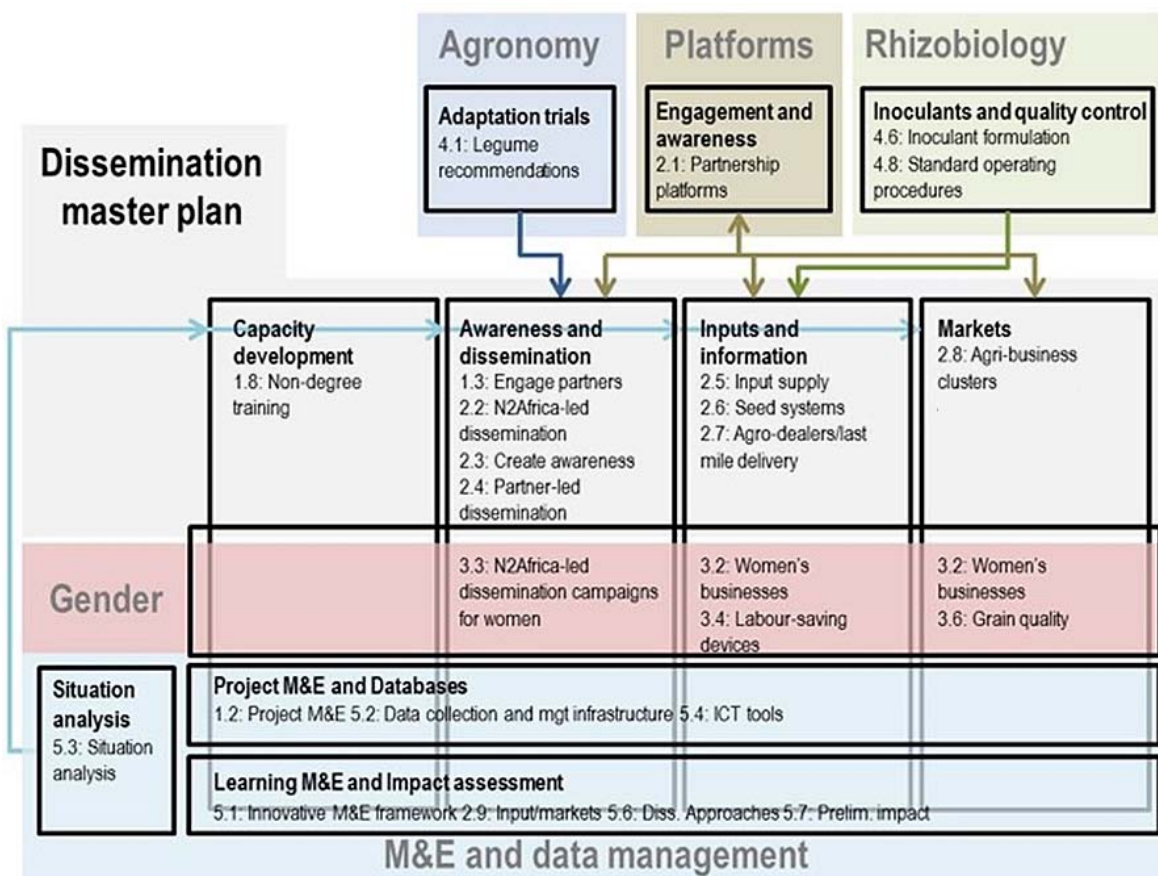 Agronomy
Platforms
Rhizobiology
Adaptation trials
4.1: Legume
recommendations
Engagement and
awareness
2.1: Partnership
platforms
Inoculants and quality control
4.6: Inoculant formulation
4.8: Standard operating
procedures
Dissemination
master plan
Capacity
development
1.8: Non-degree
training
Awareness and
dissemination
1.3: Engage partners
2.2: N2Africa-led
dissemination
2.3: Create awareness
2.4: Partner-led
dissemination
Inputs and
information
2.5: Input supply
2.6: Seed systems
2.7: Agro-dealers/last
mile delivery
Markets
2.8: Agri-business
clusters
.
Gender
3.3: N2Africa-led
dissemination campaigns
for women
3.2: Women's
businesses
3.4: Labour-saving
devices
3.2: Women's
businesses
3.6: Grain quality
Situation
analysis
5.3: Situation
analysis
Project M&E and Databases
1.2: Project M&E 5.2: Data collection and mgt infrastructure 5.4: ICT tools
Learning M&E and Impact assessment
5.1: Innovative M&E framework 2.9: Input/markets 5.6: Diss. Approaches 5.7: Prelim. impact
M&E and data management